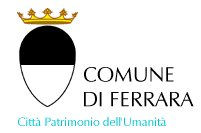 COMUNE
DI FERRARA
Città Patrimonio dell'Umanità